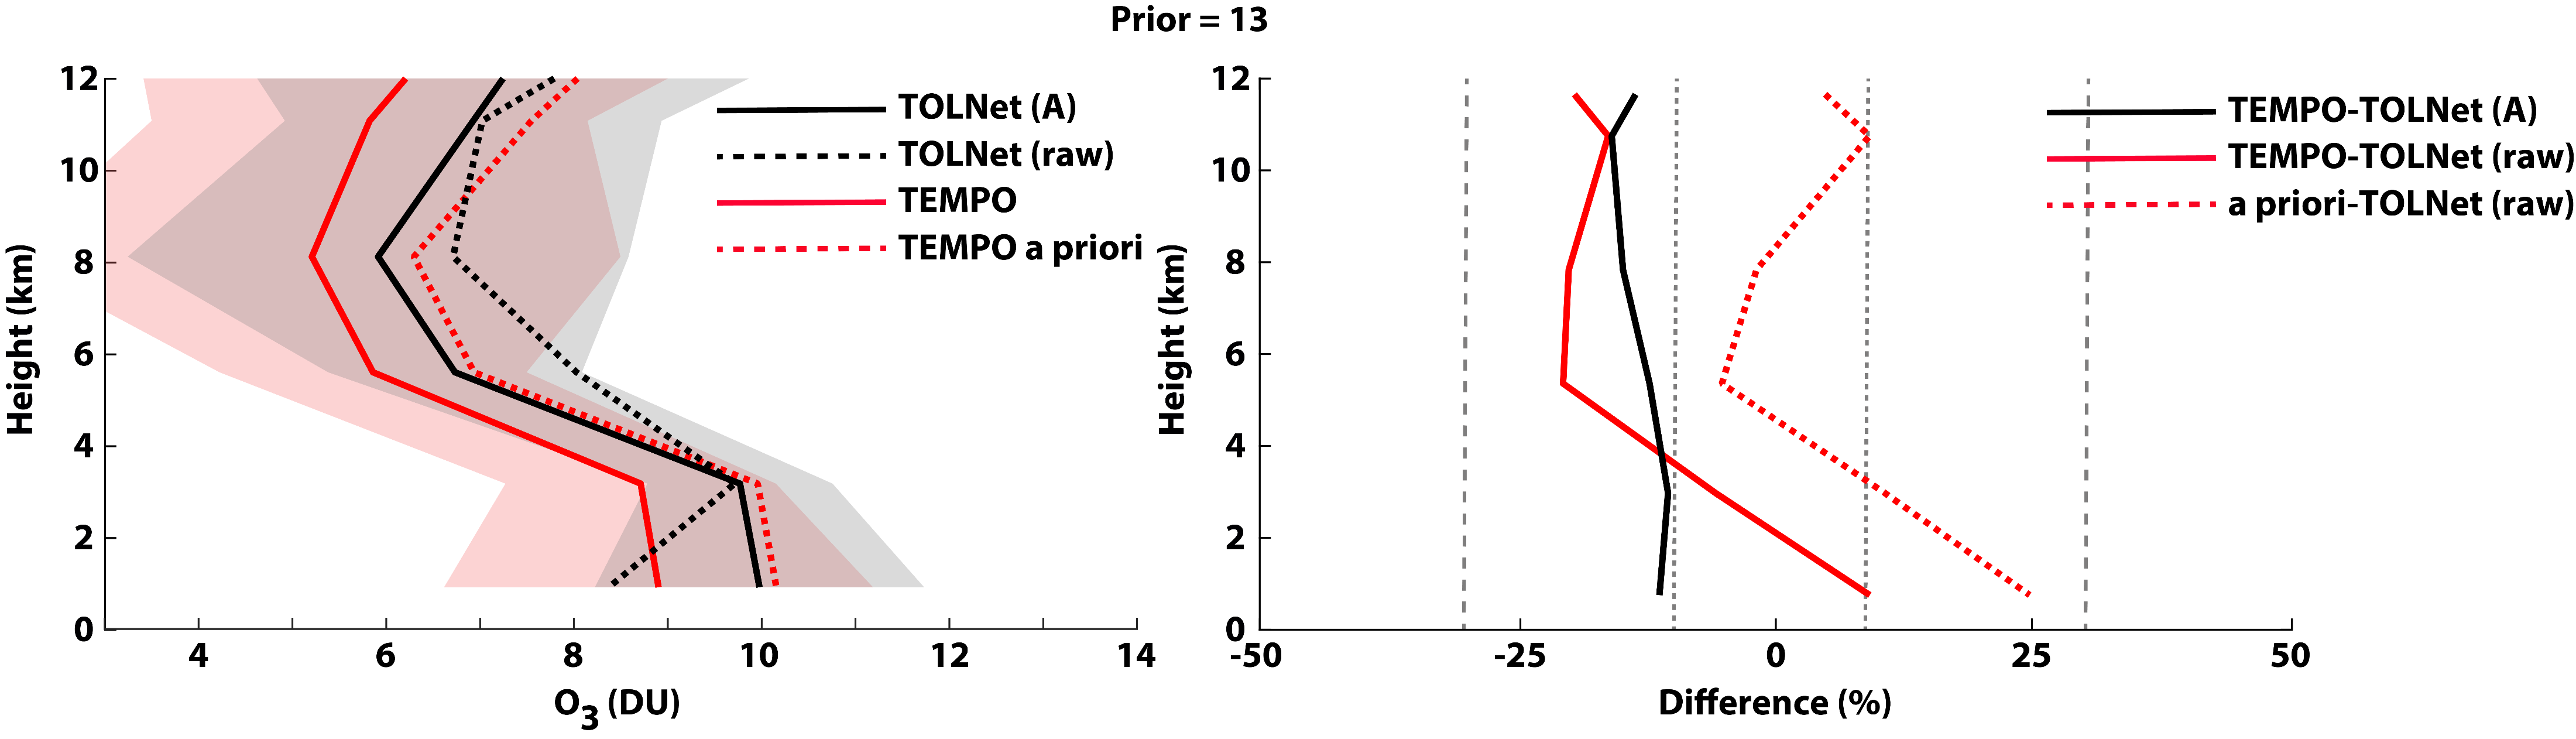 Prior = 13
12
10
8
6
4
2
0
Height (km)
4
6
8
10
12
14
O3 (DU)
TOLNet (A)
TOLNet (raw)
TEMPO
TEMPO a priori
12
10
8
6
4
2
0
Height (km)
-50
-25
0
25
50
Difference (%)
TEMPO-TOLNet (A)
TEMPO-TOLNet (raw)
a priori-TOLNet (raw)